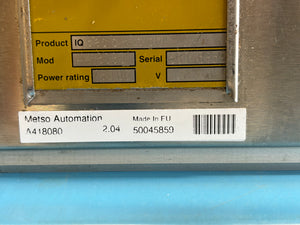 Product IQ
Mod Serial
Power rating V
Metso Automation Made In EU
A418080 2.04 50045859